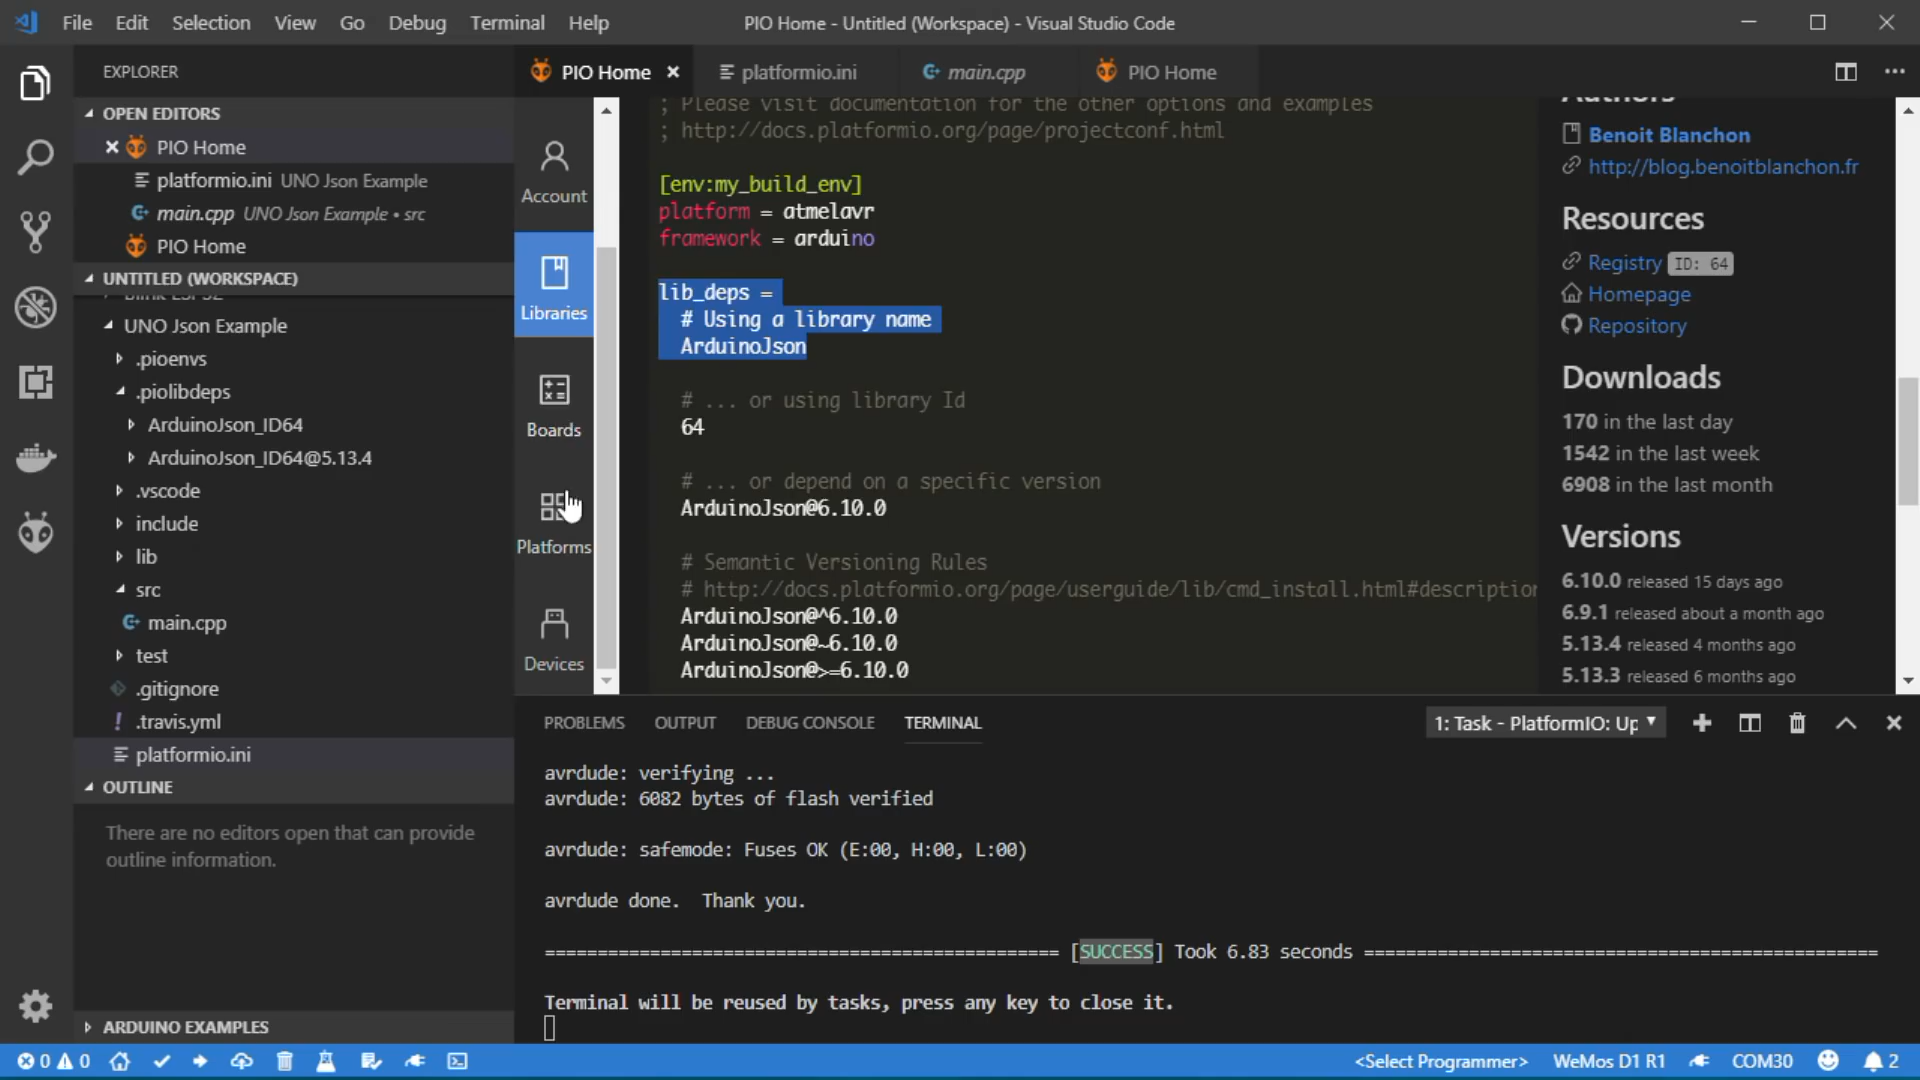 File Edit Selection View Go Debug Terminal Help
PIO Home - Untitled (Workspace) - Visual Studio Code
EXPLORER
OPEN EDITORS
PIO Home
platformio.ini UNO Json Example
main.cpp UNO Json Example • src
PIO Home
UNTITLED (WORKSPACE)
Blink ESP32
UNO Json Example
.pioenvs
.piolibdeps
ArduinoJson_ID64
ArduinoJson_ID64@5.13.4
.vscode
include
lib
src
main.cpp
test
.gitignore
.travis.yml
platformio.ini
OUTLINE
There are no editors open that can provide
outline information.
ARDUINO EXAMPLES
PIO Home
platformio.ini
main.cpp
PIO Home
Account
Libraries
Boards
Platforms
Devices
; Please visit documentation for the other options and examples
; http://docs.platformio.org/page/projectconf.html
[env:my_build_env]
platform = atmelavr
framework = arduino
lib_deps =
# Using a library name
ArduinoJson
# ... or using library Id
64
# ... or depend on a specific version
ArduinoJson@6.10.0
# Semantic Versioning Rules
# http://docs.platformio.org/page/userguide/lib/cmd_install.html#description
ArduinoJson@^6.10.0
ArduinoJson@~6.10.0
ArduinoJson@>=6.10.0
Authors
Benoit Blanchon
http://blog.benoitblanchon.fr
Resources
Registry ID: 64
Homepage
Repository
Downloads
170 in the last day
1542 in the last week
6908 in the last month
Versions
6.10.0 released 15 days ago
6.9.1 released about a month ago
5.13.4 released 4 months ago
5.13.3 released 6 months ago
PROBLEMS OUTPUT DEBUG CONSOLE TERMINAL
1: Task - PlatformIO: Up
avrdude: verifying ...
avrdude: 6082 bytes of flash verified
avrdude: safemode: Fuses OK (E:00, H:00, L:00)
avrdude done.  Thank you.
================================================ [SUCCESS] Took 6.83 seconds ================================================
Terminal will be reused by tasks, press any key to close it.
0 0
<Select Programmer> WeMos D1 R1 COM30 2